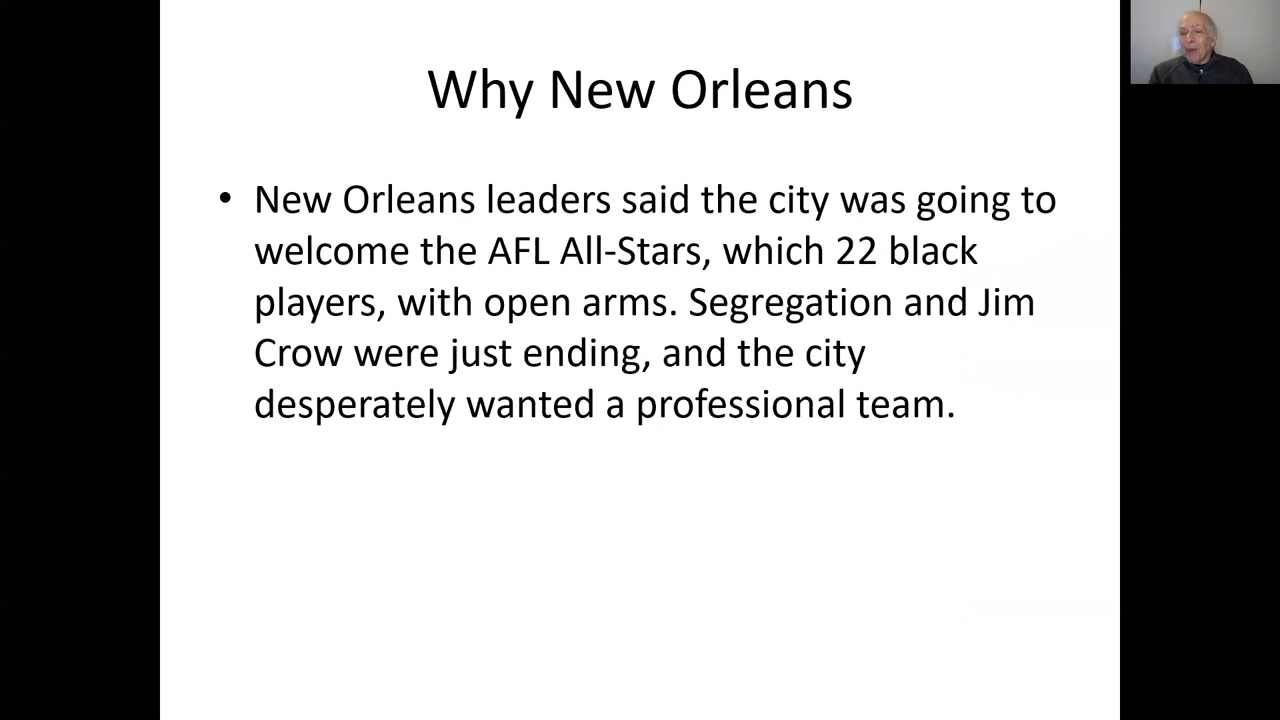 Why New Orleans
• New Orleans leaders said the city was going to
welcome the AFL All-Stars, which 22 black
players, with open arms. Segregation and Jim
Crow were just ending, and the city
desperately wanted a professional team.